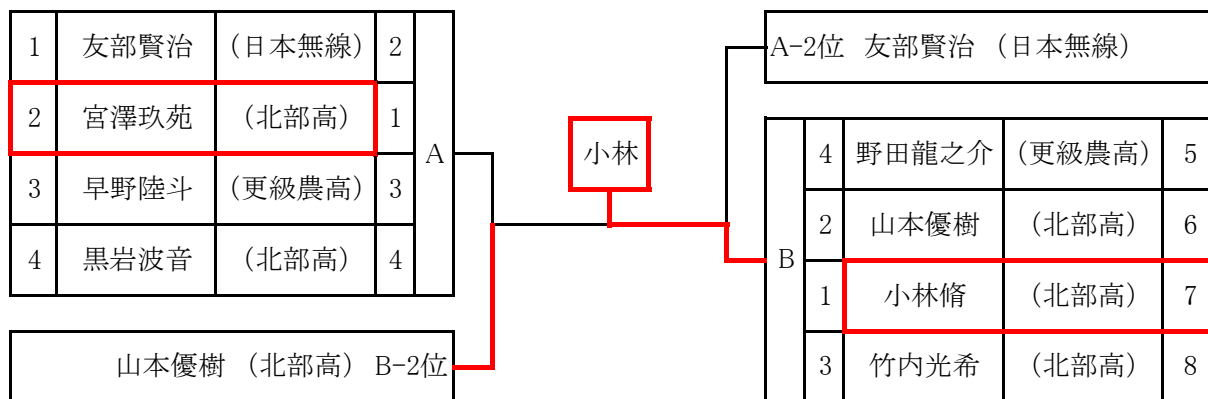 1 友部賢治 (日本無線) 2
2 宮澤玖苑 (北部高) 1
3 早野陸斗 (更級農高) 3
4 黒岩波音 (北部高) 4
A
山本優樹 (北部高) B-2位
小林
A-2位 友部賢治 (日本無線)
B
4 野田龍之介 (更級農高) 5
2 山本優樹 (北部高) 6
1 小林脩 (北部高) 7
3 竹内光希 (北部高) 8